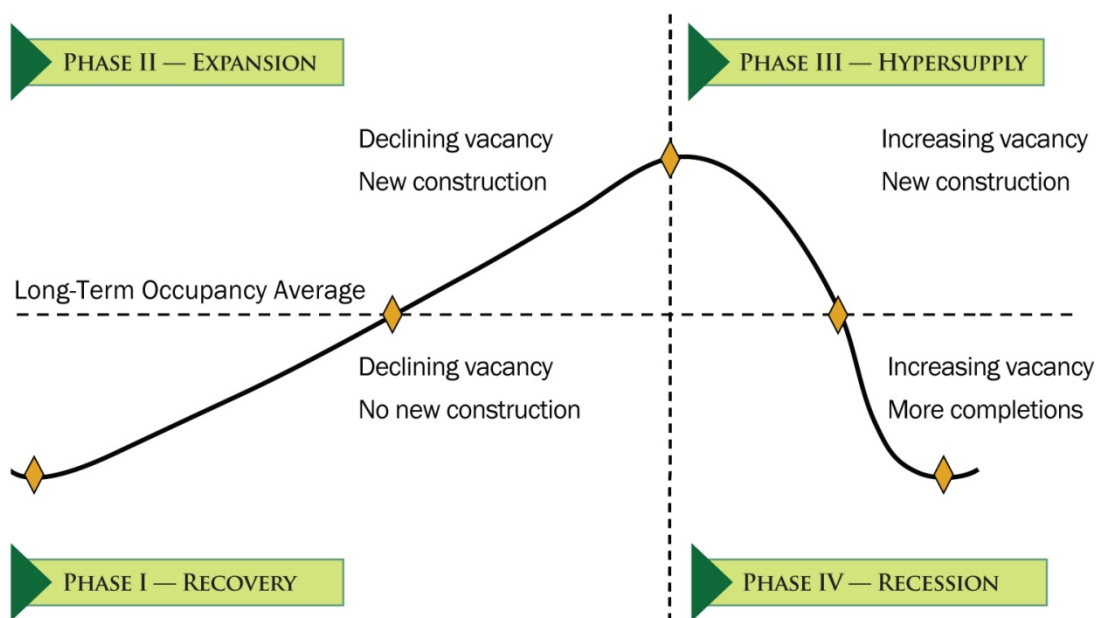 PHASE II — EXPANSION
PHASE III — HYPERSUPPLY
Declining vacancy
New construction
Increasing vacancy
New construction
Long-Term Occupancy Average
Declining vacancy
No new construction
Increasing vacancy
More completions
PHASE I — RECOVERY
PHASE IV — RECESSION